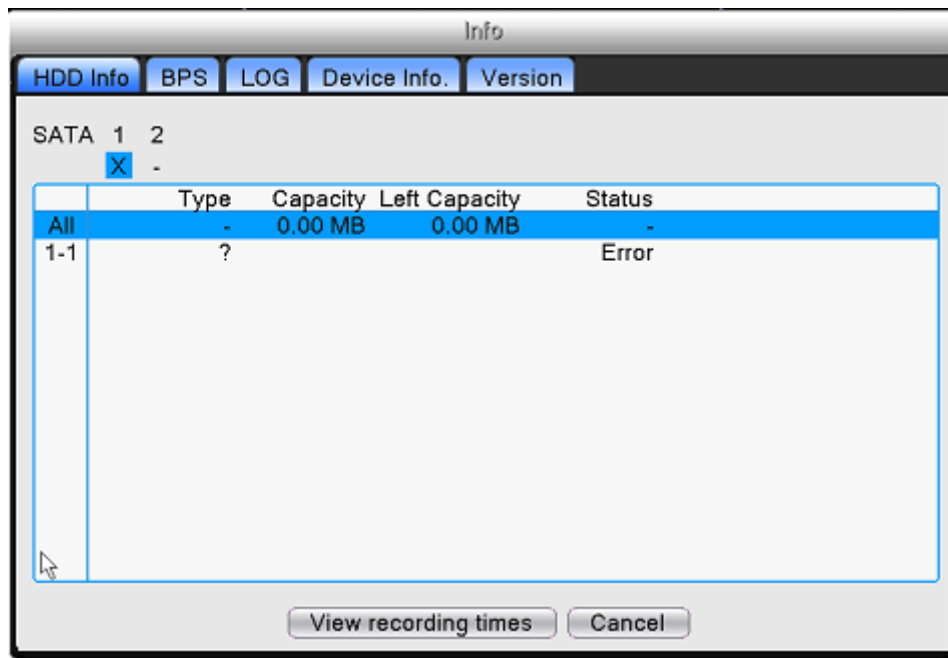 Info
HDD Info BPS LOG Device Info. Version
SATA 1 2
X -
Type Capacity Left Capacity Status
All - 0.00 MB 0.00 MB -
1-1 ? Error
View recording times Cancel